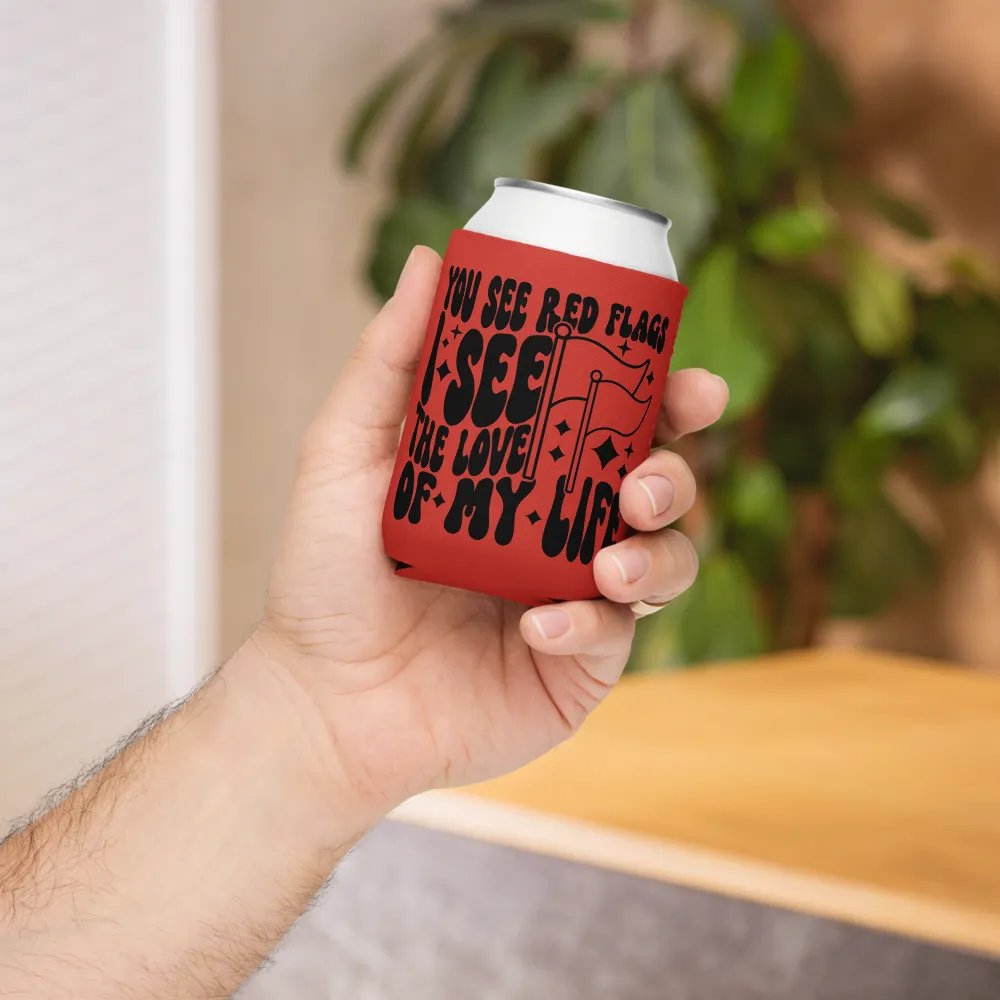 YOU SEE RED FLAGS
I SEE
THE LOVE
OF MY LIFE